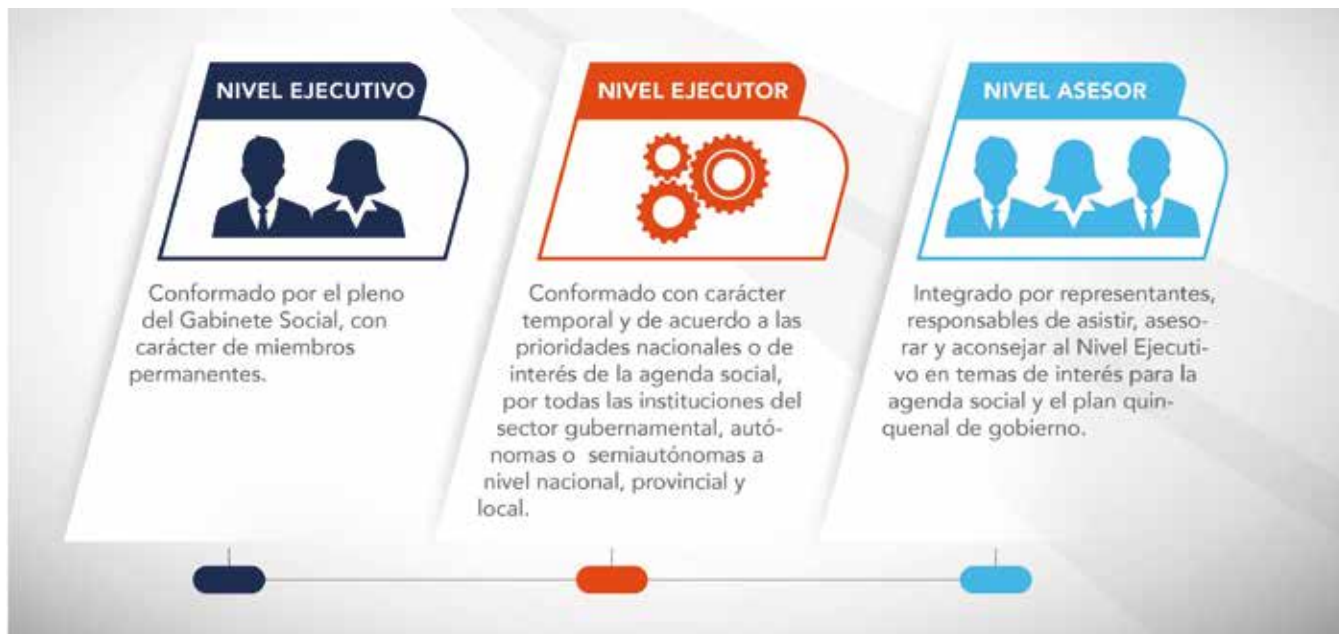 NIVEL EJECUTIVO
Conformado por el pleno
del Gabinete Social, con
carácter de miembros
permanentes.
NIVEL EJECUTOR
Conformado con carácter
temporal y de acuerdo a las
prioridades nacionales o de
interés de la agenda social,
por todas las instituciones del
sector gubernamental, autó-
nomas o semiautónomas a
nivel nacional, provincial y
local.
NIVEL ASESOR
Integrado por representantes,
responsables de asistir, aseso-
rar y aconsejar al Nivel Ejecuti-
vo en temas de interés para la
agenda social y el plan quin-
quenal de gobierno.